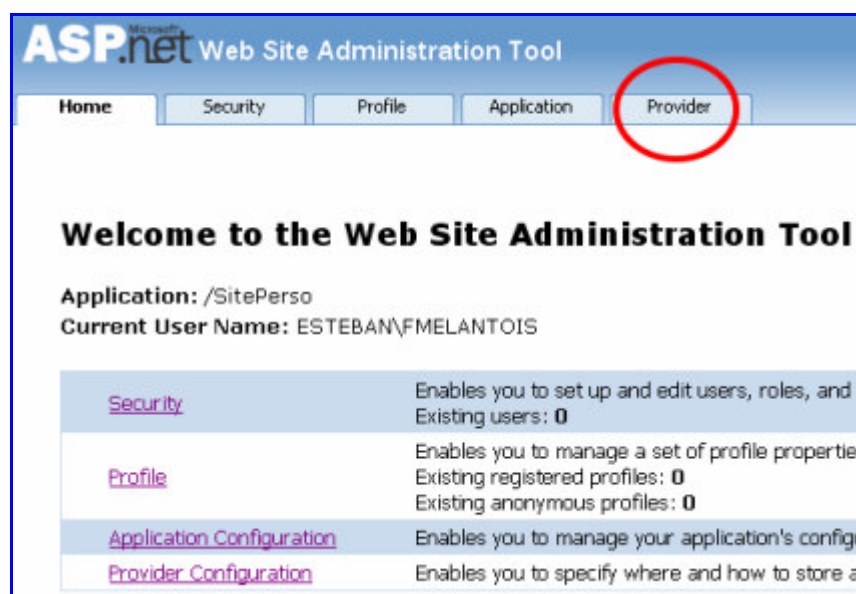 Microsoft
ASP.net Web Site Administration Tool
Home Security Profile Application Provider
Welcome to the Web Site Administration Tool
Application: /SitePerso
Current User Name: ESTEBAN\FMELANTOIS
Security
Enables you to set up and edit users, roles, and
Existing users: 0
Profile
Enables you to manage a set of profile propertie
Existing registered profiles: 0
Existing anonymous profiles: 0
Application Configuration
Enables you to manage your application's config
Provider Configuration
Enables you to specify where and how to store a